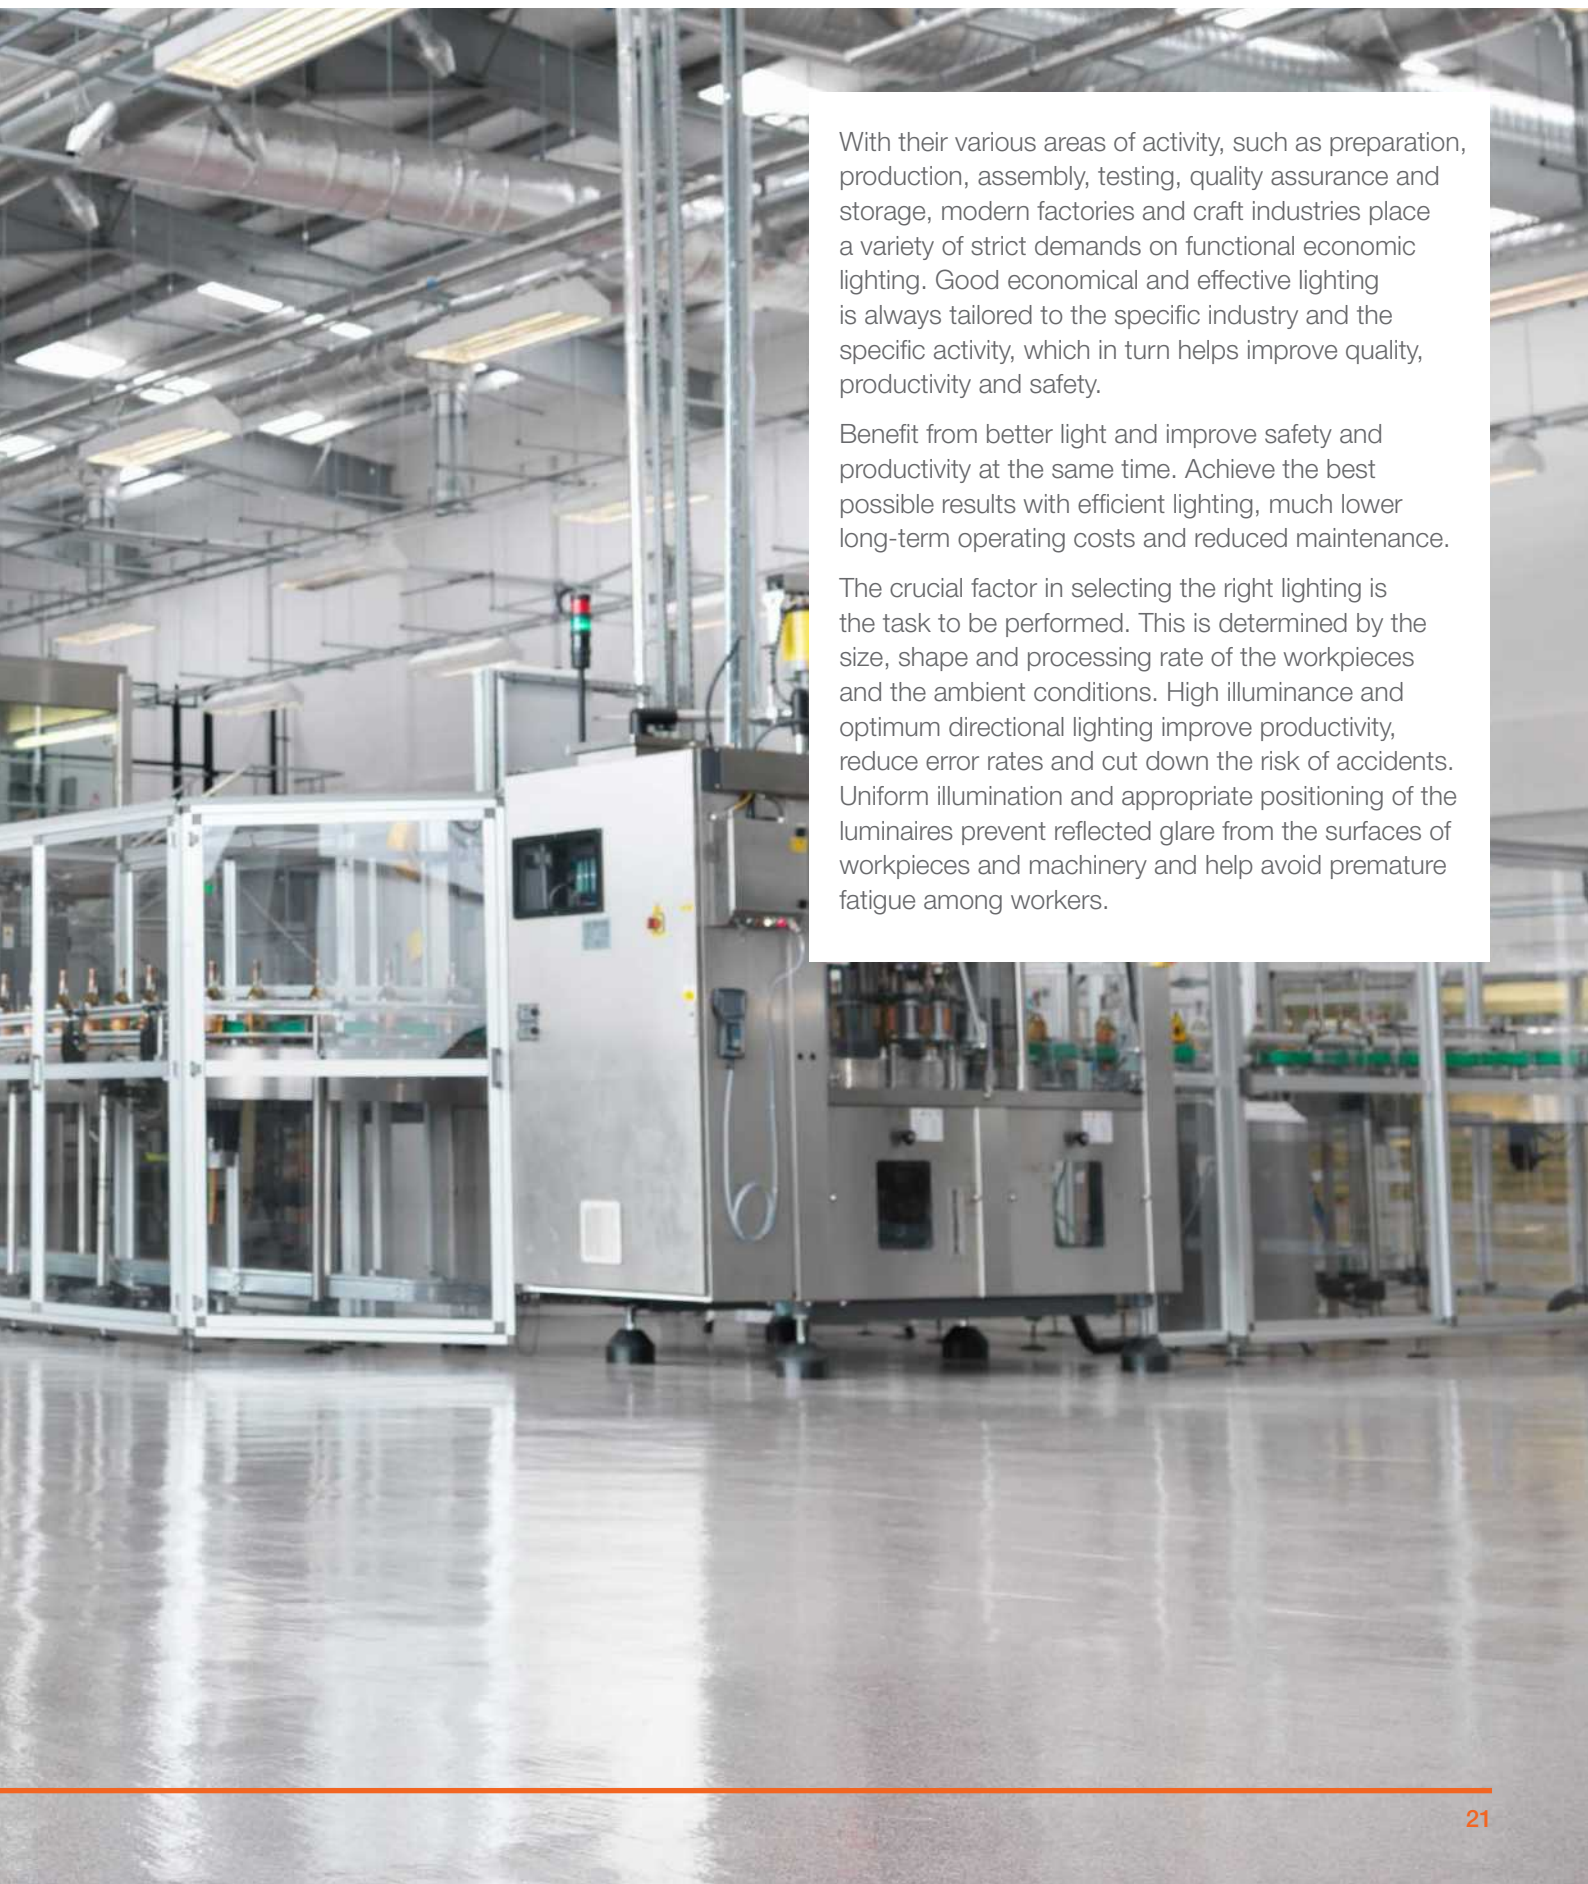 With their various areas of activity, such as preparation,
production, assembly, testing, quality assurance and
storage, modern factories and craft industries place
a variety of strict demands on functional economic
lighting. Good economical and effective lighting
is always tailored to the specific industry and the
specific activity, which in turn helps improve quality,
productivity and safety.
Benefit from better light and improve safety and
productivity at the same time. Achieve the best
possible results with efficient lighting, much lower
long-term operating costs and reduced maintenance.
The crucial factor in selecting the right lighting is
the task to be performed. This is determined by the
size, shape and processing rate of the workpieces
and the ambient conditions. High illuminance and
optimum directional lighting improve productivity,
reduce error rates and cut down the risk of accidents.
Uniform illumination and appropriate positioning of the
luminaires prevent reflected glare from the surfaces of
workpieces and machinery and help avoid premature
fatigue among workers.
21